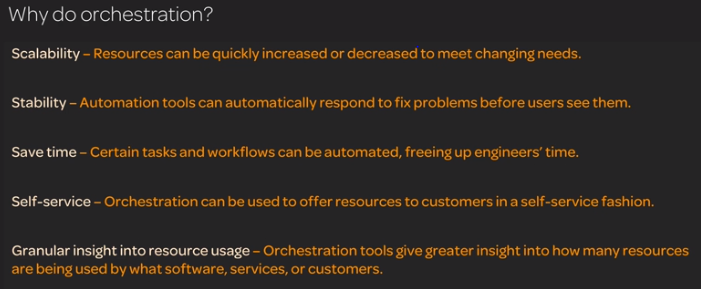 Why do orchestration?
Scalability – Resources can be quickly increased or decreased to meet changing needs.
Stability – Automation tools can automatically respond to fix problems before users see them.
Save time – Certain tasks and workflows can be automated, freeing up engineers’ time.
Self-service – Orchestration can be used to offer resources to customers in a self-service fashion.
Granular insight into resource usage – Orchestration tools give greater insight into how many resources
are being used by what software, services, or customers.